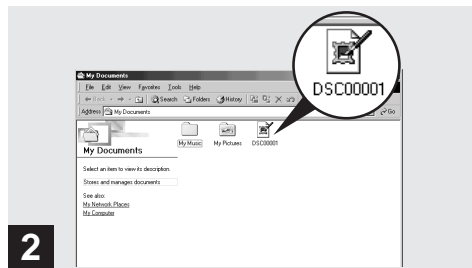 My Documents
File Edit View Favorites Tools Help
Back Search Folders History
Address My Documents Go
My Documents
My Music My Pictures DSC00001
DSC00001
Select an item to view its description.
Stores and manages documents
See also:
My Network Places
My Computer
2